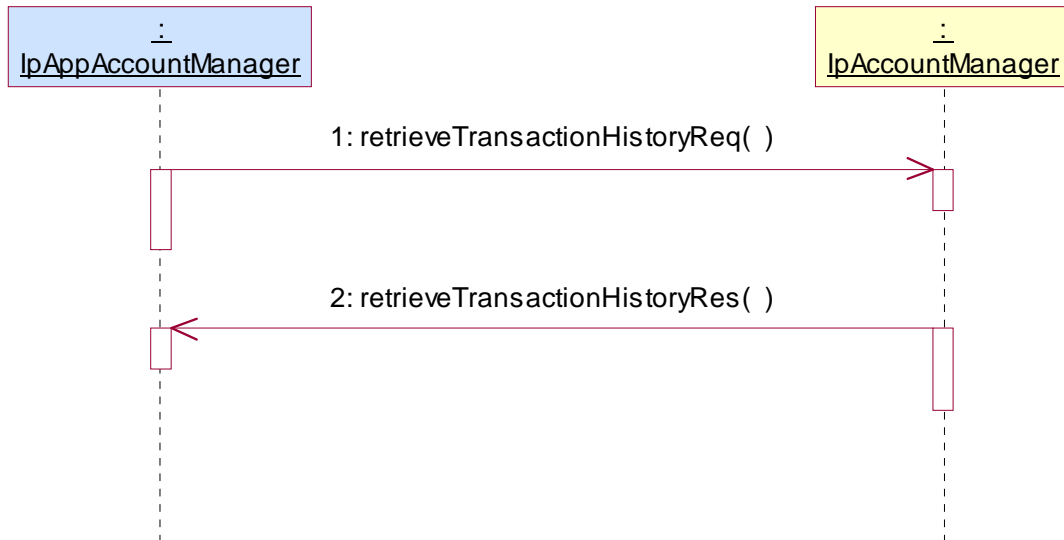 :
IpAppAccountManager
:
IpAccountManager
1: retrieveTransactionHistoryReq( )
2: retrieveTransactionHistoryRes( )